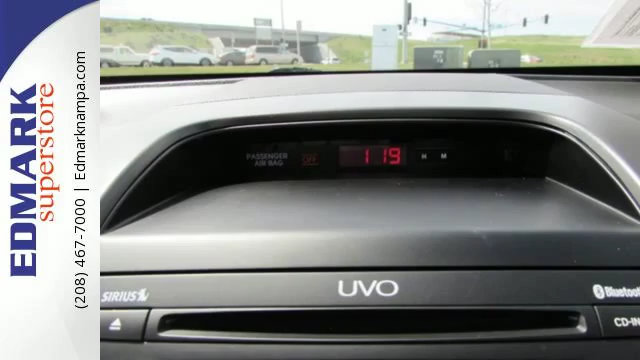 EDMARK
superstore
(208) 467-7000 | Edmarknampa.com
PASSENGER
AIR BAG
OFF
1 19
H M
SIRIUS
UVO
Bluetooth
CD-IN